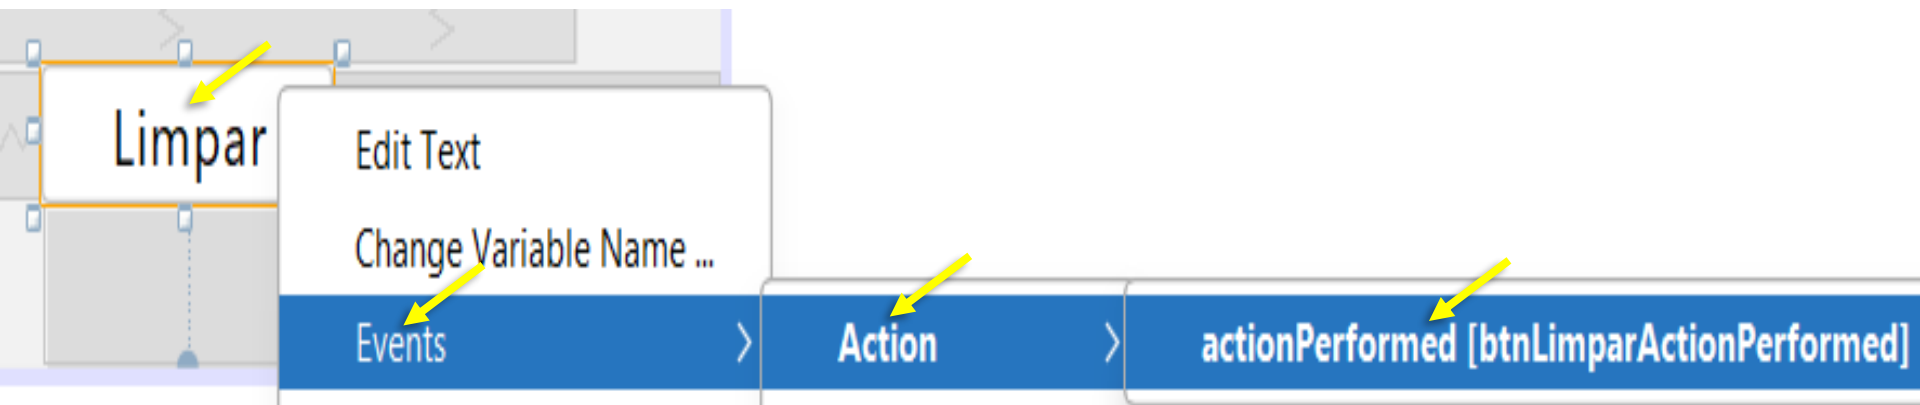 Limpar
Edit Text
Change Variable Name ...
Events
Action
actionPerformed [btnLimparActionPerformed]